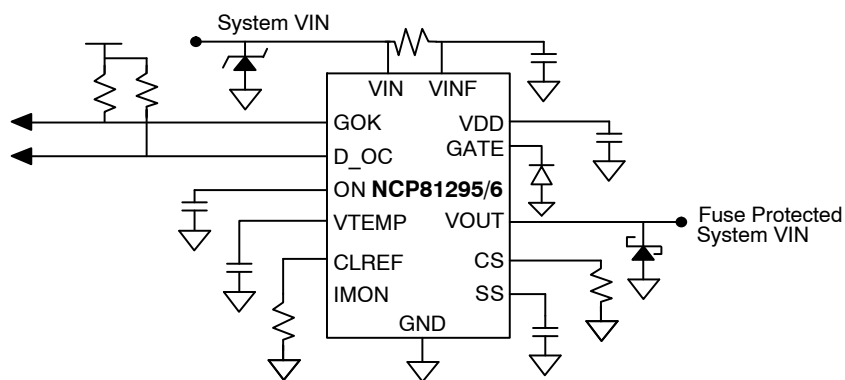 System VIN
VIN VINF
GOK VDD
GATE
D_OC
ON NCP81295/6
VTEMP VOUT Fuse Protected
System VIN
CLREF CS
IMON SS
GND